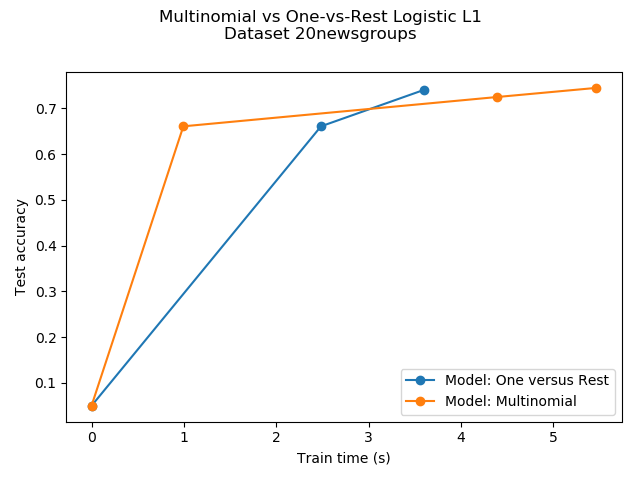 Multinomial vs One-vs-Rest Logistic L1
Dataset 20newsgroups
0.7
0.6
0.5
0.4
0.3
0.2
0.1
Test accuracy
Model: One versus Rest
Model: Multinomial
0 1 2 3 4 5
Train time (s)